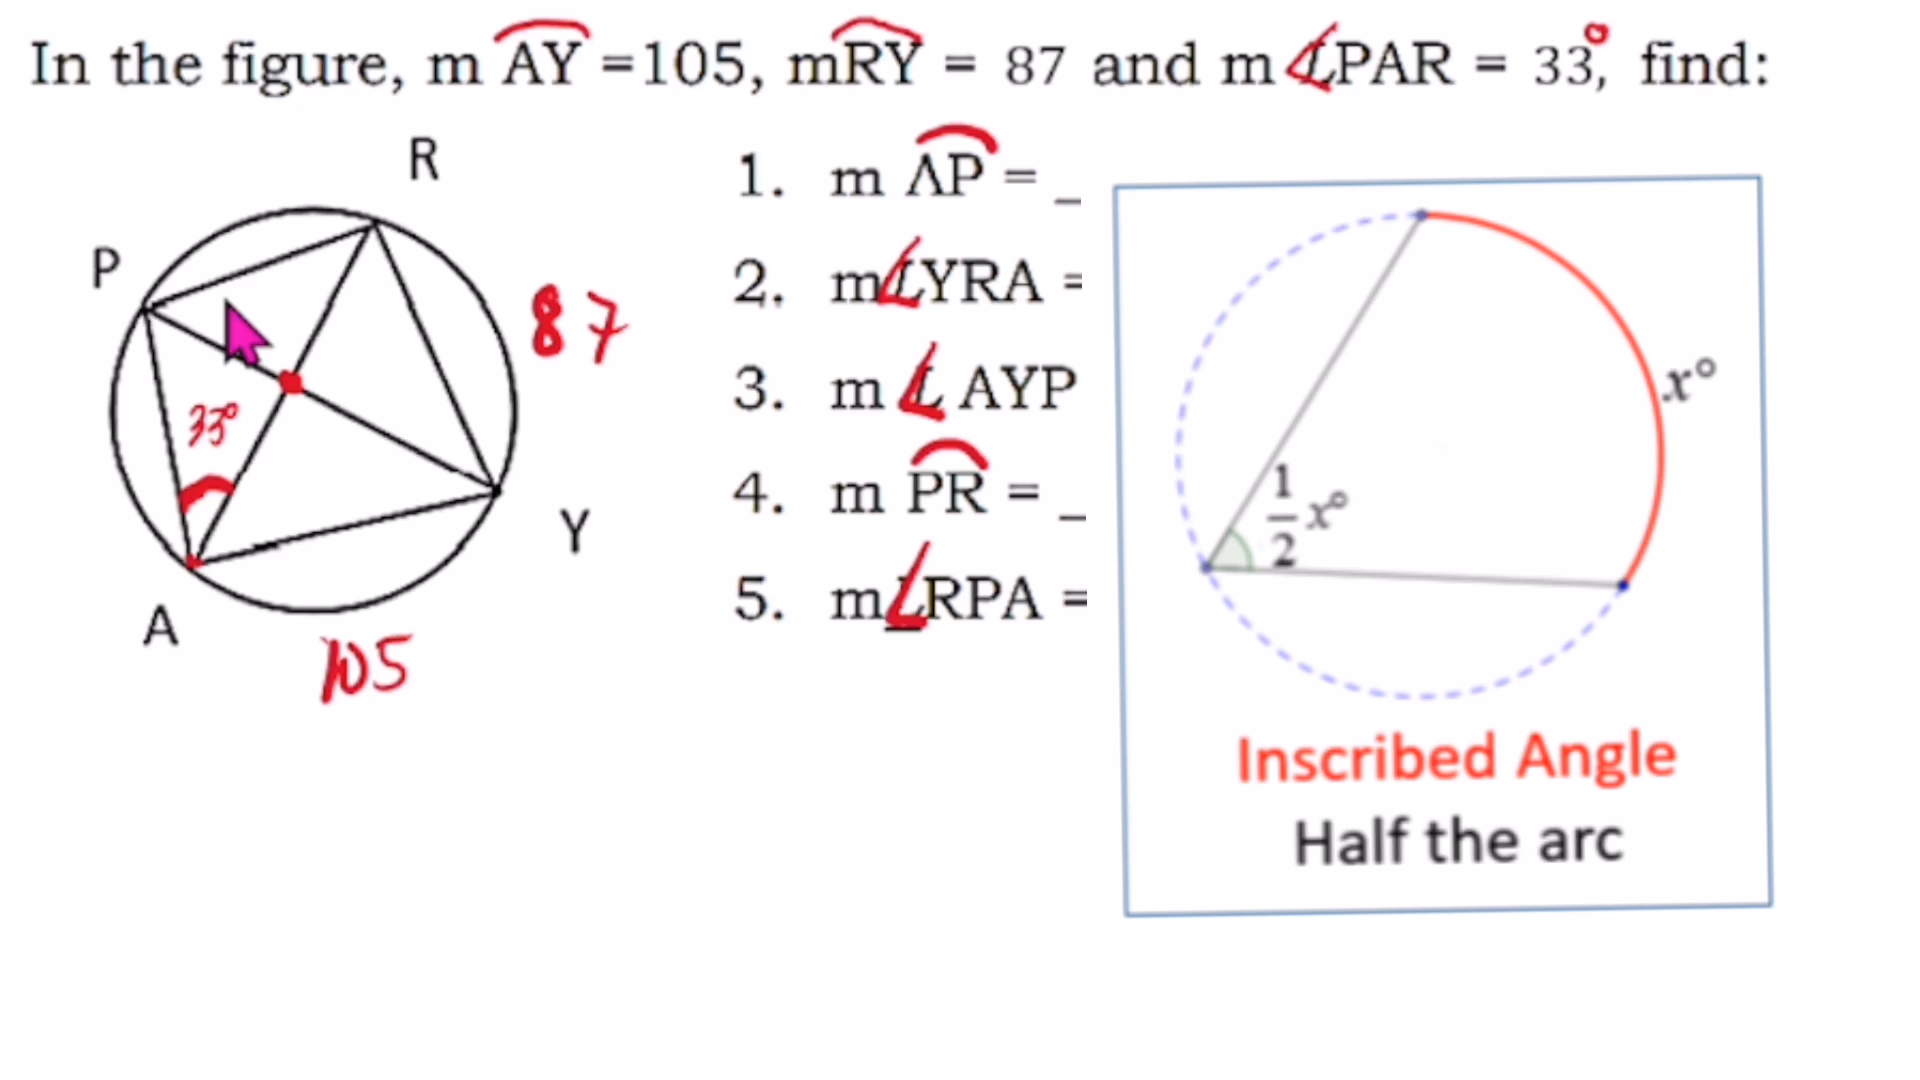 In the figure, m AY =105, mRY = 87 and m∠PAR = 33°, find:
R
P
87
33°
Y
A
105
1. m AP = _
2. m∠YRA =
3. m∠ AYP
4. m PR = _
5. m∠RPA =
x°
1/2 x°
Inscribed Angle
Half the arc